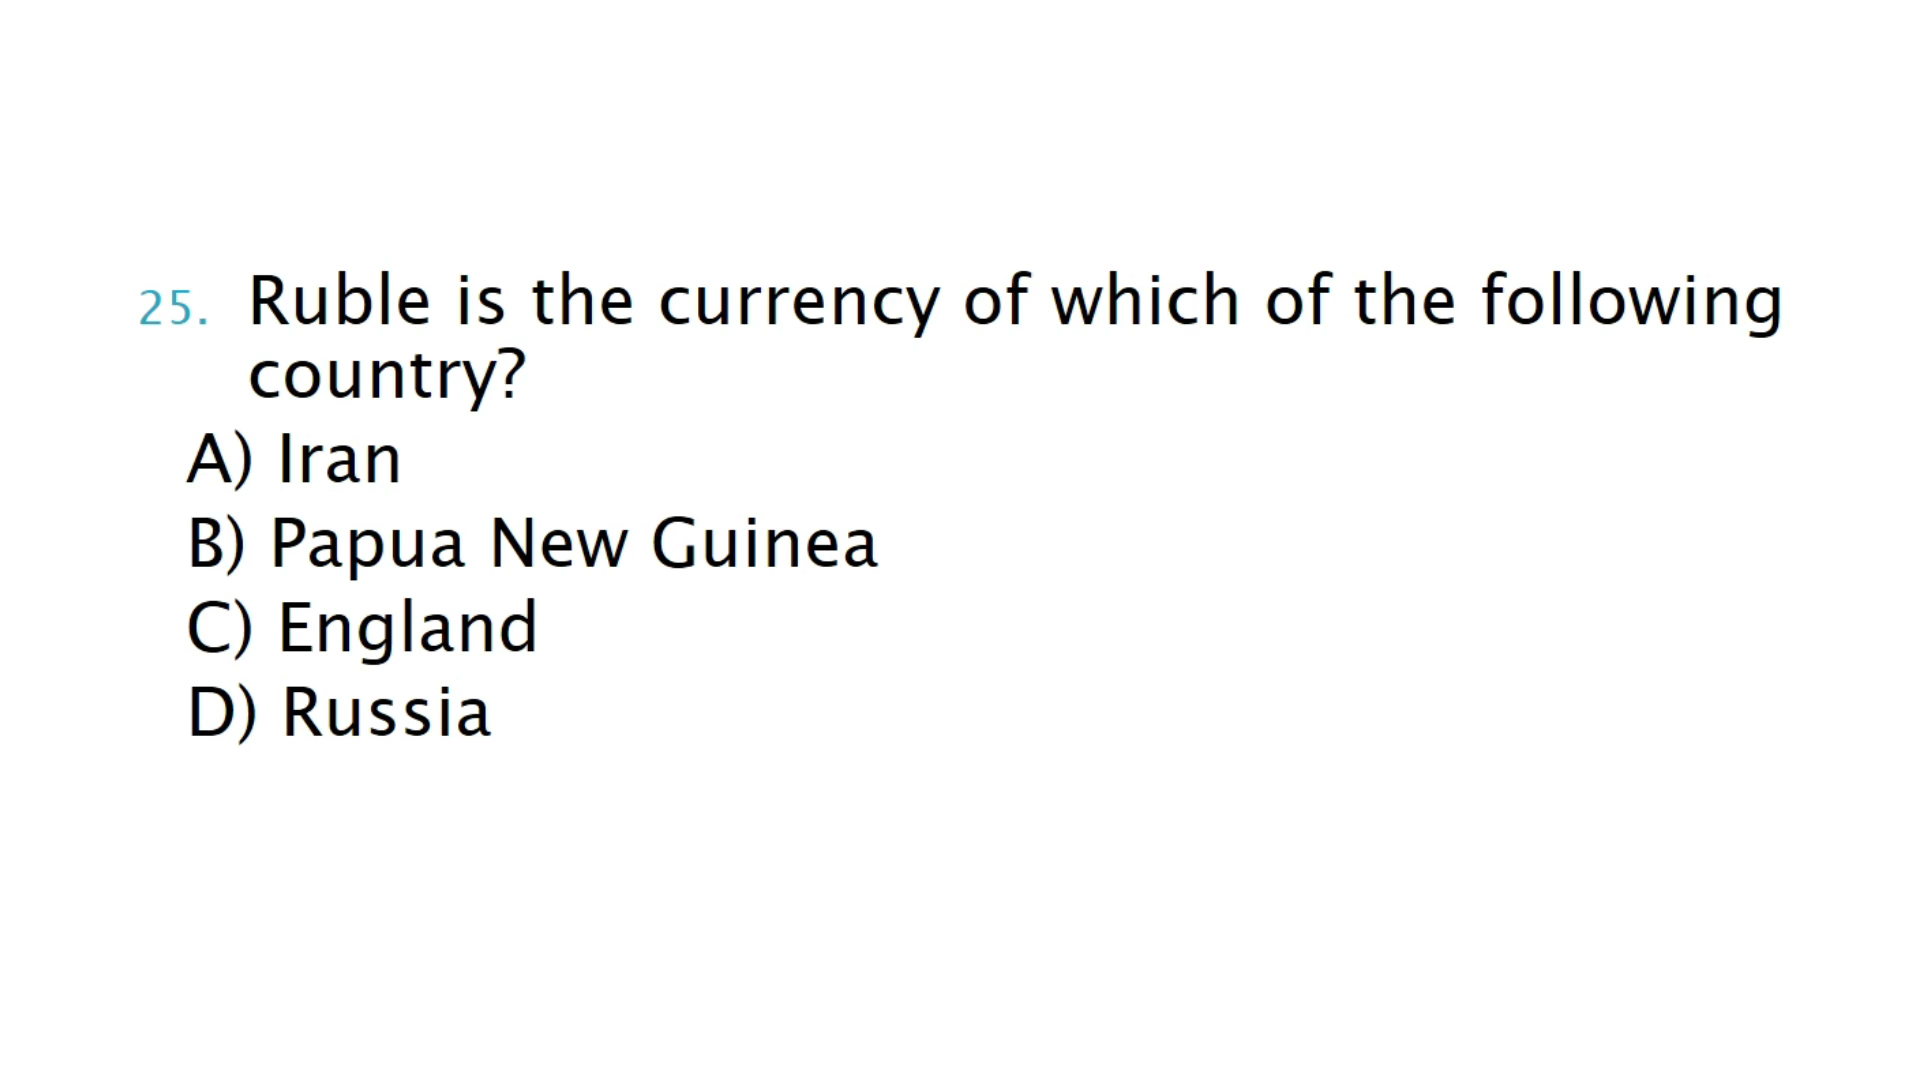 25. Ruble is the currency of which of the following
country?
A) Iran
B) Papua New Guinea
C) England
D) Russia